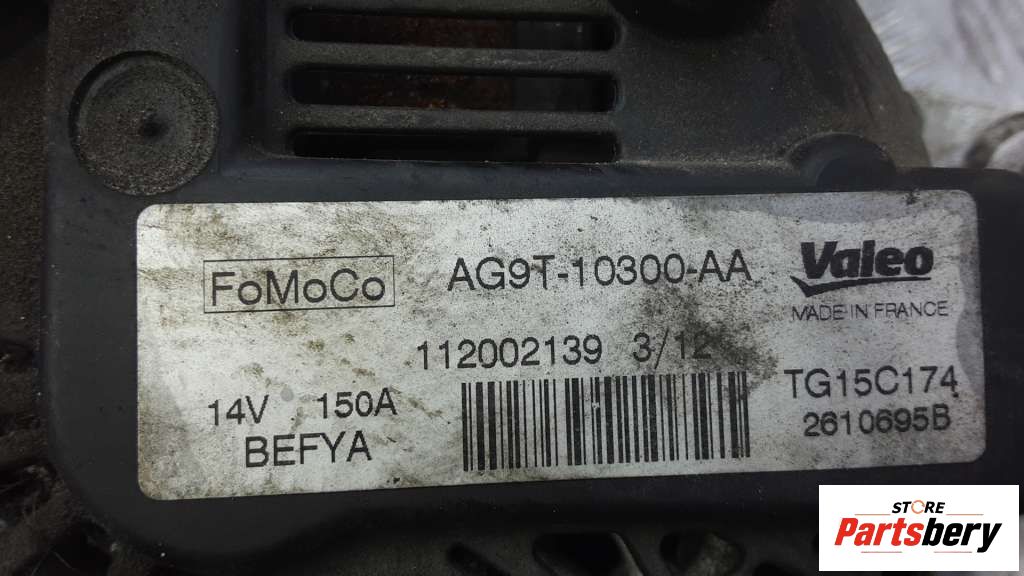 FoMoCo AG9T-10300-AA Valeo
MADE IN FRANCE
112002139 3/12
14V 150A TG15C174
BEFYA 2610695B
STORE
Partsbery